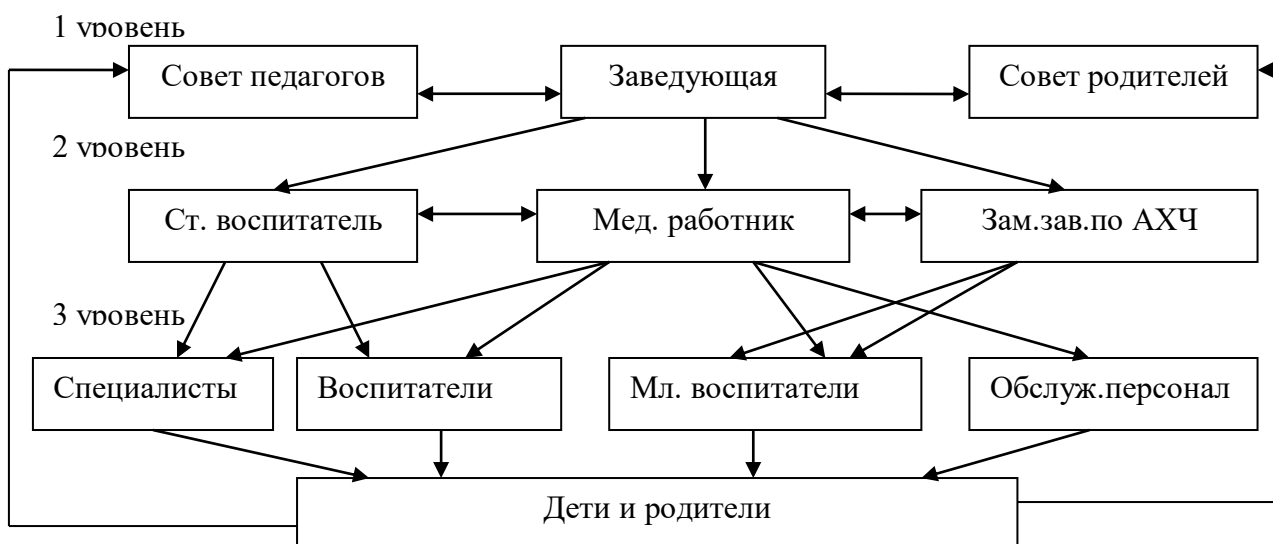 1 уровень
Совет педагогов
Заведующая
Совет родителей
2 уровень
Ст. воспитатель
Мед. работник
Зам.зав.по АХЧ
3 уровень
Специалисты
Воспитатели
Мл. воспитатели
Обслуж.персонал
Дети и родители